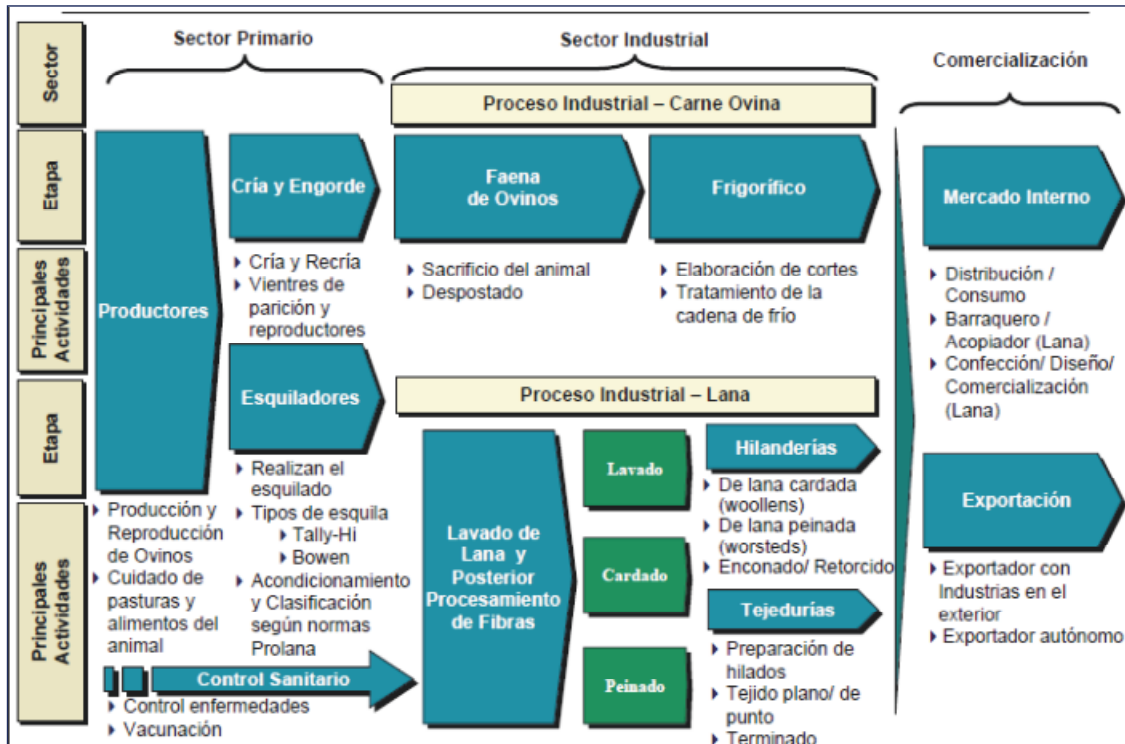 Sector Primario
Sector Industrial
Comercialización
Sector
Proceso Industrial – Carne Ovina
Etapa
Productores
Cría y Engorde
Faena
de Ovinos
Frigorífico
Mercado Interno
Principales
Actividades
Cría y Recría
Vientres de
parición y
reproductores
Sacrificio del animal
Despostado
Elaboración de cortes
Tratamiento de la
cadena de frío
Distribución /
Consumo
Barraquero /
Acopiador (Lana)
Confección/ Diseño/
Comercialización
(Lana)
Etapa
Esquiladores
Proceso Industrial – Lana
Lavado de
Lana y
Posterior
Procesamiento
de Fibras
Lavado
Cardado
Peinado
Hilanderías
De lana cardada
(woollens)
De lana peinada
(worsteds)
Enconado/ Retorcido
Tejedurías
Preparación de
hilados
Tejido plano/ de
punto
Terminado
Exportación
Exportador con
Industrias en el
exterior
Exportador autónomo
Principales
Actividades
Producción y
Reproducción
de Ovinos
Cuidado de
pasturas y
alimentos del
animal
Realizan el
esquilado
Tipos de esquila
Tally-Hi
Bowen
Acondicionamiento
y Clasificación
según normas
Prolana
Control Sanitario
Control enfermedades
Vacunación